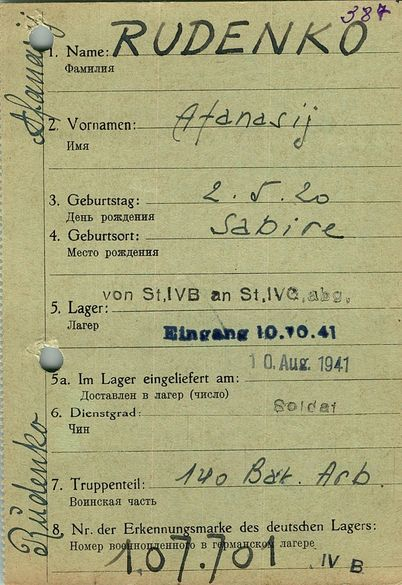 387
1. Name: RUDENKO
Фамилия
Afanasij
2. Vornamen: Afanasij
Имя
3. Geburtstag: 2.5.20
День рождения
4. Geburtsort: Sabire
Место рождения
von St,IVB an St,IVG,abg,
5. Lager:
Лагерь
Eingang 10.10.41
10. Aug. 1941
5a. Im Lager eingeliefert am:
Доставлен в лагерь (число)
Soldat
6. Dienstgrad:
Чин
Rudenko
7. Truppenteil: 140 Bat. Arb.
Воинская часть
8. Nr. der Erkennungsmarke des deutschen Lagers:
Номер военнопленного в германском лагере
107.701 IV B